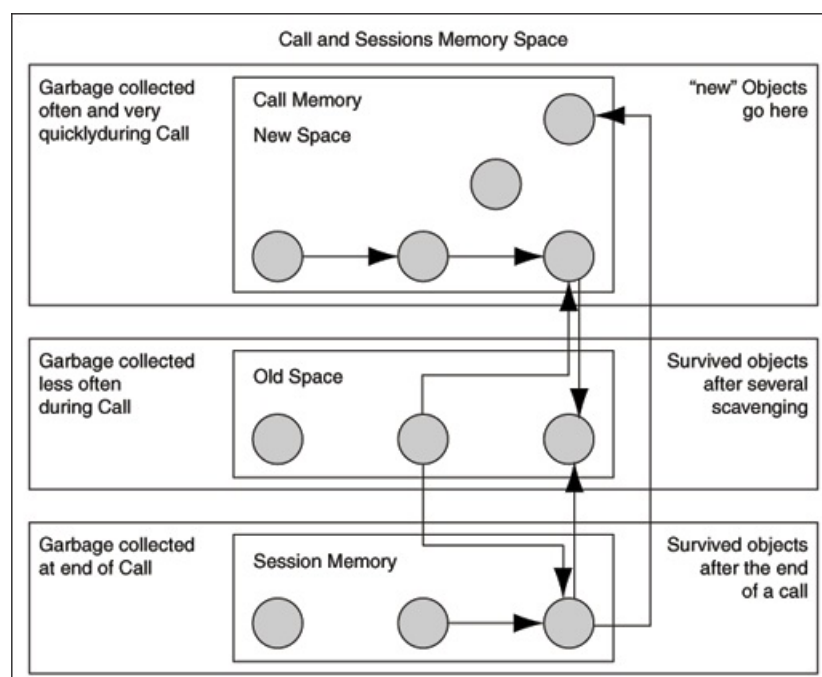 Call and Sessions Memory Space
Garbage collected
often and very
quicklyduring Call
Call Memory
New Space
“new” Objects
go here
Garbage collected
less often
during Call
Old Space
Survived objects
after several
scavenging
Garbage collected
at end of Call
Session Memory
Survived objects
after the end
of a call